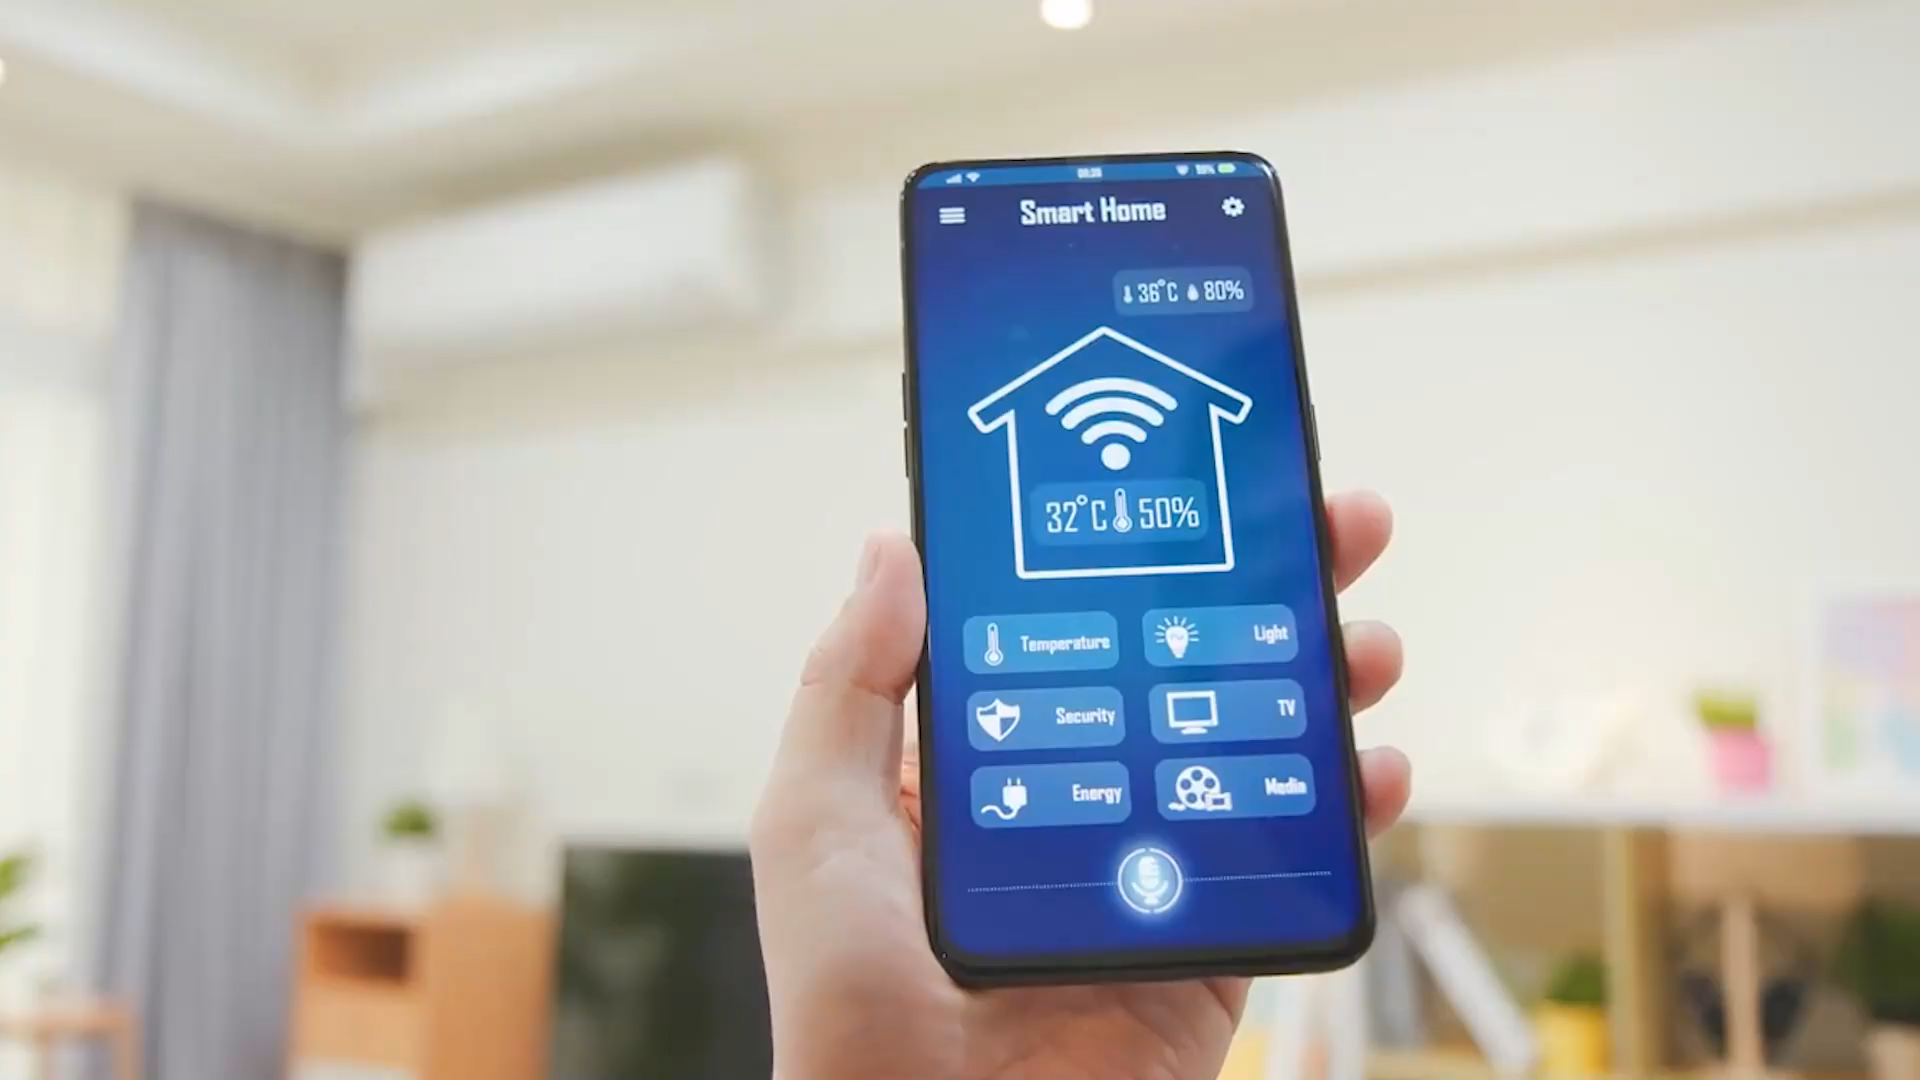 Smart Home
36°C 80%
32°C 50%
Temperature
Light
Security
TV
Energy
Media